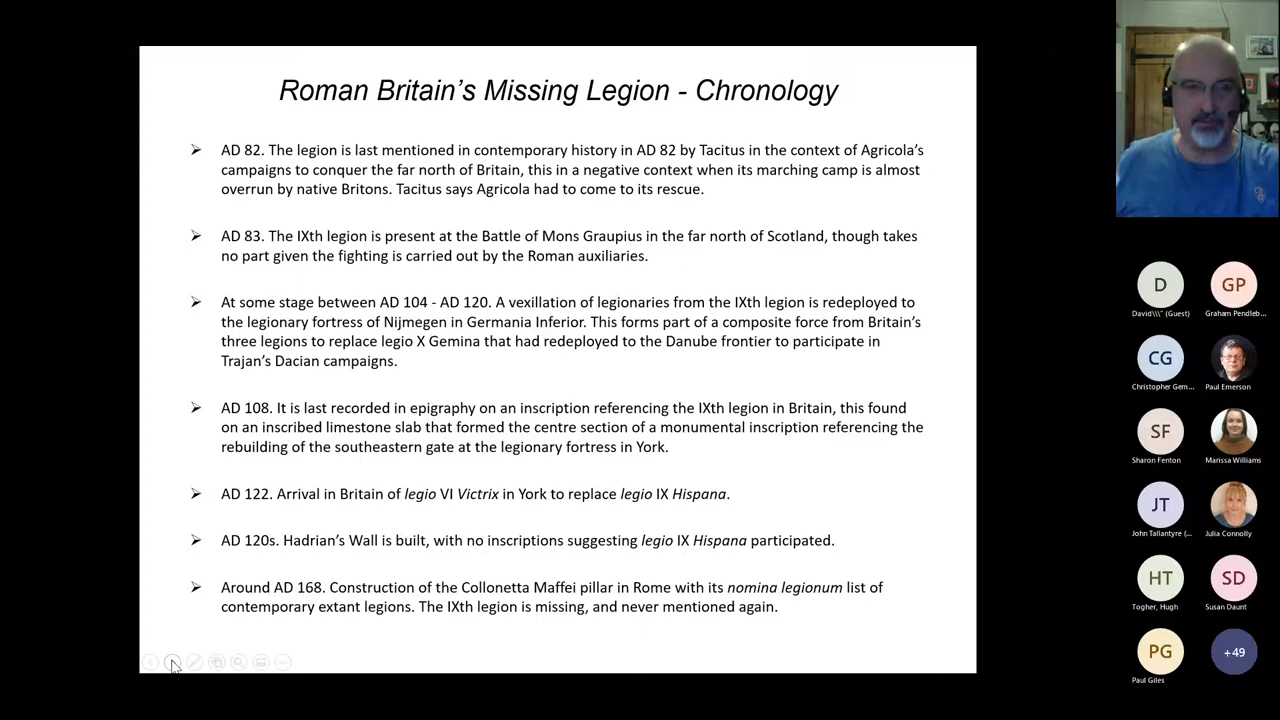 Roman Britain's Missing Legion - Chronology
➢ AD 82. The legion is last mentioned in contemporary history in AD 82 by Tacitus in the context of Agricola's
campaigns to conquer the far north of Britain, this in a negative context when its marching camp is almost
overrun by native Britons. Tacitus says Agricola had to come to its rescue.
➢ AD 83. The IXth legion is present at the Battle of Mons Graupius in the far north of Scotland, though takes
no part given the fighting is carried out by the Roman auxiliaries.
➢ At some stage between AD 104 - AD 120. A vexillation of legionaries from the IXth legion is redeployed to
the legionary fortress of Nijmegen in Germania Inferior. This forms part of a composite force from Britain's
three legions to replace legio X Gemina that had redeployed to the Danube frontier to participate in
Trajan's Dacian campaigns.
➢ AD 108. It is last recorded in epigraphy on an inscription referencing the IXth legion in Britain, this found
on an inscribed limestone slab that formed the centre section of a monumental inscription referencing the
rebuilding of the southeastern gate at the legionary fortress in York.
➢ AD 122. Arrival in Britain of legio VI Victrix in York to replace legio IX Hispana.
➢ AD 120s. Hadrian's Wall is built, with no inscriptions suggesting legio IX Hispana participated.
➢ Around AD 168. Construction of the Collonetta Maffei pillar in Rome with its nomina legionum list of
contemporary extant legions. The IXth legion is missing, and never mentioned again.
D GP
David\\\" (Guest) Graham Pendleb...
CG
Christopher Gem... Paul Emerson
SF
Sharon Fenton Marissa Williams
JT
John Tallantyre (... Julia Connolly
HT SD
Togher, Hugh Susan Daunt
PG +49
Paul Giles